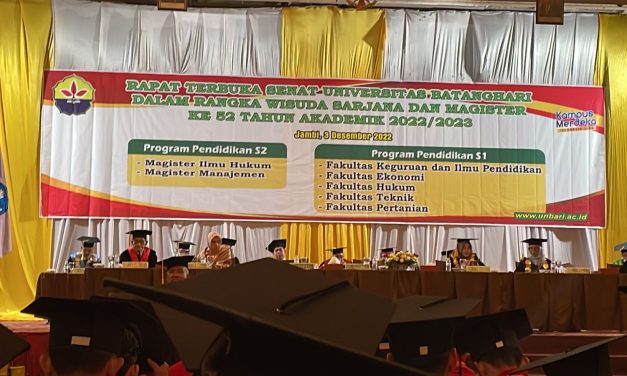 RAPAT TERBUKA SENAT UNIVERSITAS BATANGHARI
DALAM RANGKA WISUDA SARJANA DAN MAGISTER
KE 52 TAHUN AKADEMIK 2022/2023
Jambi, 3 Desember 2022
Kampus
Merdeka
Program Pendidikan S2
- Magister Ilmu Hukum
- Magister Manajemen
Program Pendidikan S1
- Fakultas Keguruan dan Ilmu Pendidikan
- Fakultas Ekonomi
- Fakultas Hukum
- Fakultas Teknik
- Fakultas Pertanian
www.unbari.ac.id